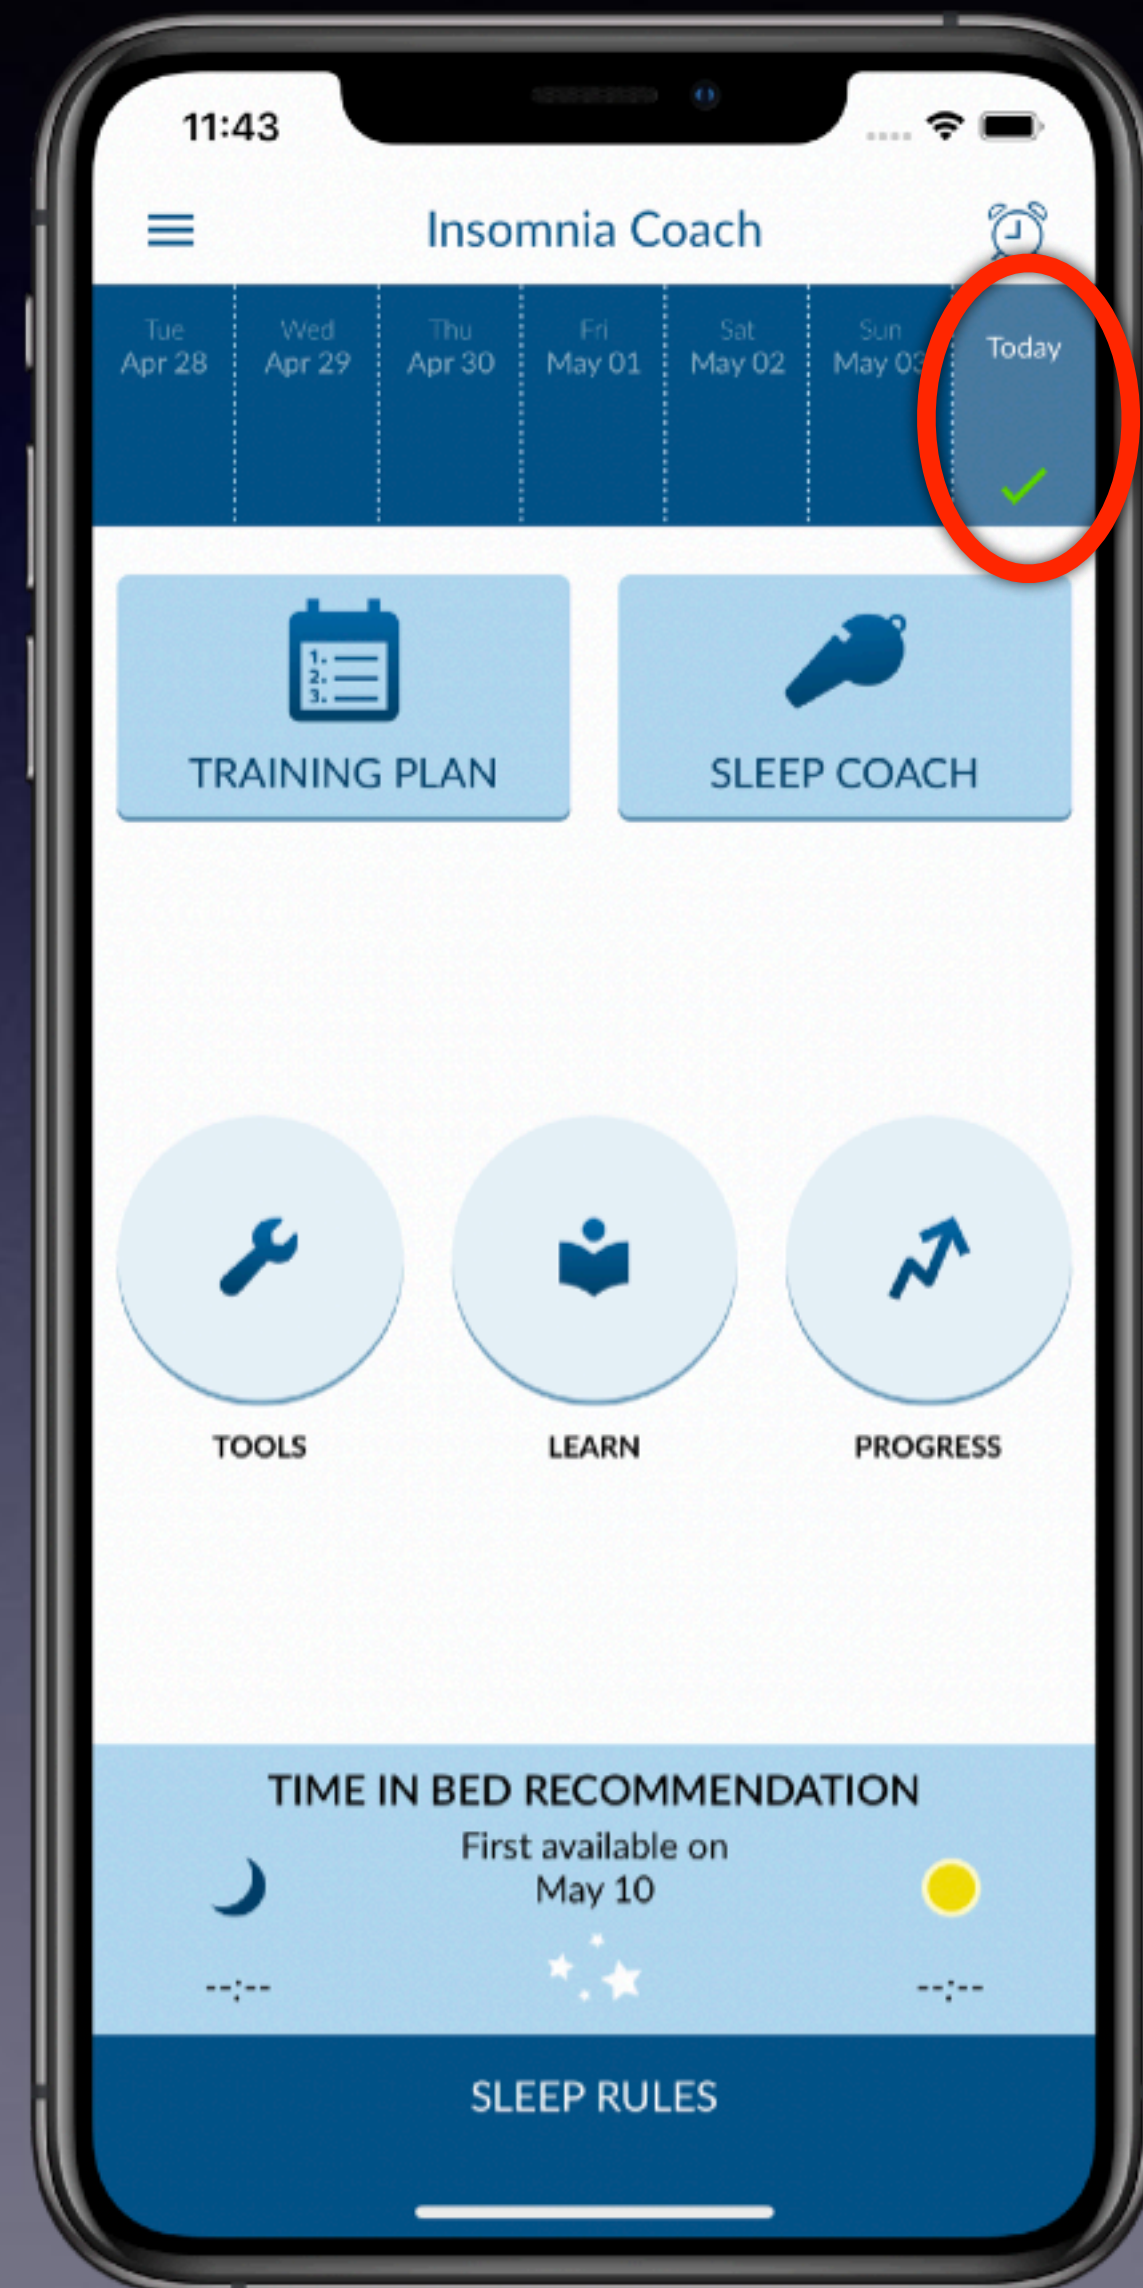 11:43
Insomnia Coach
Tue Wed Thu Fri Sat Sun Today
Apr 28 Apr 29 Apr 30 May 01 May 02 May 03
1.
2.
3.
TRAINING PLAN SLEEP COACH
TOOLS LEARN PROGRESS
TIME IN BED RECOMMENDATION
First available on
May 10
--:-- --:--
SLEEP RULES